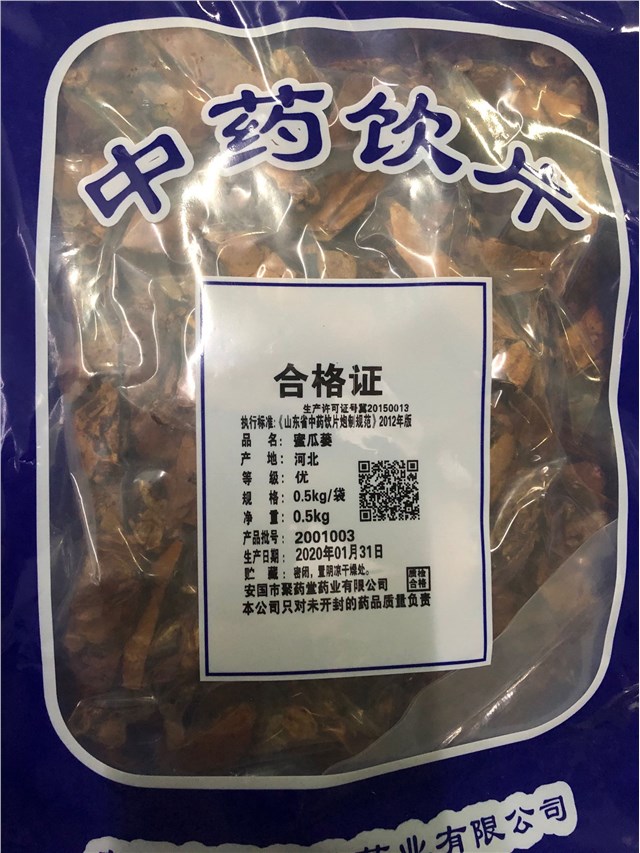 中药饮片
合格证
生产许可证号冀20150013
执行标准:《山东省中药饮片炮制规范》2012年版
品 名: 蜜瓜蒌
产 地: 河北
等 级: 优
规 格: 0.5kg/袋
净 重: 0.5kg
产品批号: 2001003
生产日期: 2020年01月31日
贮 藏: 密闭，置阴凉干燥处。
质检
合格
安国市聚药堂药业有限公司
本公司只对未开封的药品质量负责
药业有限公司